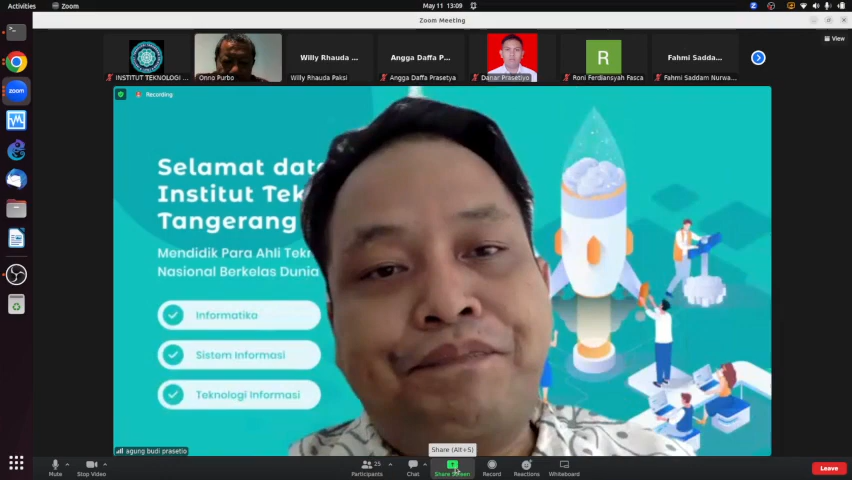 Activities
Zoom
May 11 13:09
Zoom Meeting
View
INSTITUT TEKNOLOGI ...
Onno Purbo
Willy Rhauda ...
Willy Rhauda Paksi
Angga Daffa P...
Angga Daffa Prasetya
Danar Prasetiyo
R
Roni Ferdiansyah Fasca
Fahmi Sadda...
Fahmi Saddam Nurwa...
zoom
Recording
Selamat dat
Institut Tek
Tangerang
Mendidik Para Ahli Tekn
Nasional Berkelas Dunia
Informatika
Sistem Informasi
Teknologi Informasi
agung budi prasetio
Share (Alt+S)
Mute
Stop Video
Participants
25
Chat
Share Screen
Record
Reactions
Whiteboard
Leave